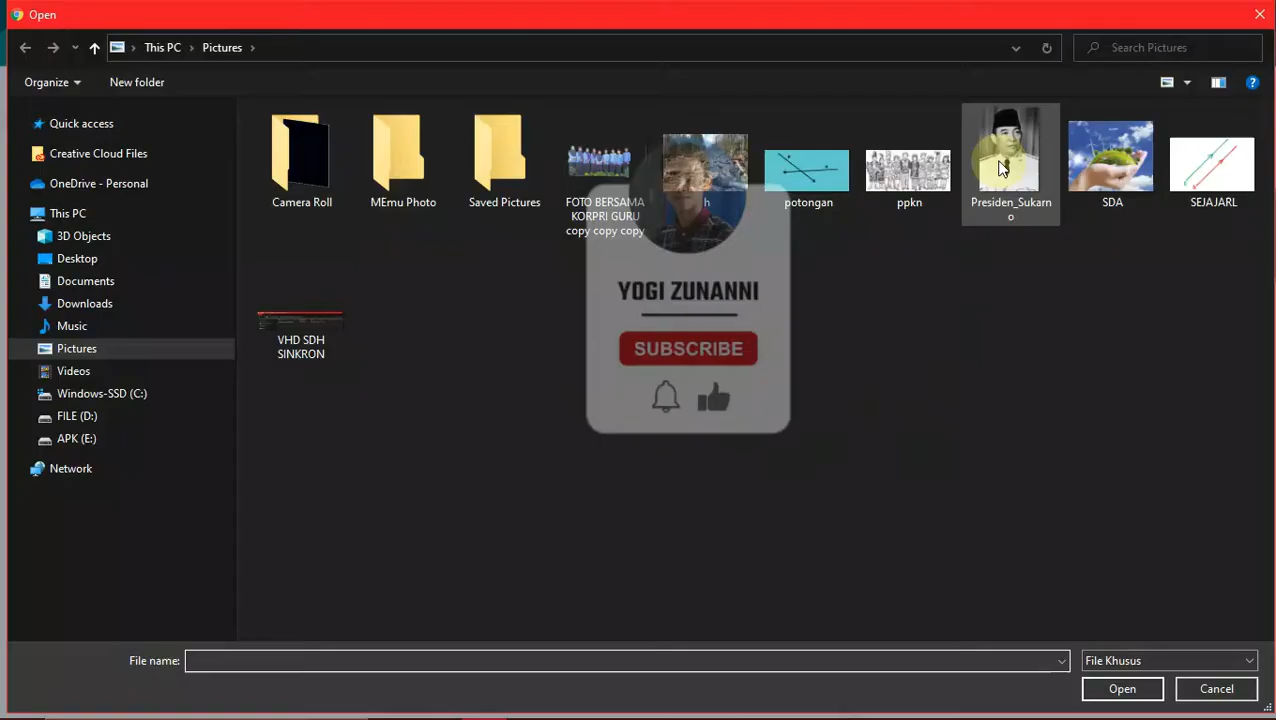 Open
This PC
Pictures
Search Pictures
Organize
New folder
Quick access
Creative Cloud Files
OneDrive - Personal
This PC
3D Objects
Desktop
Documents
Downloads
Music
Pictures
Videos
Windows-SSD (C:)
FILE (D:)
APK (E:)
Network
Camera Roll
MEmu Photo
Saved Pictures
FOTO BERSAMA
KORPRI GURU
copy copy copy
h
potongan
ppkn
Presiden_Sukarn
o
SDA
SEJAJARL
VHD SDH
SINKRON
YOGI ZUNANNI
SUBSCRIBE
File name:
File Khusus
Open
Cancel